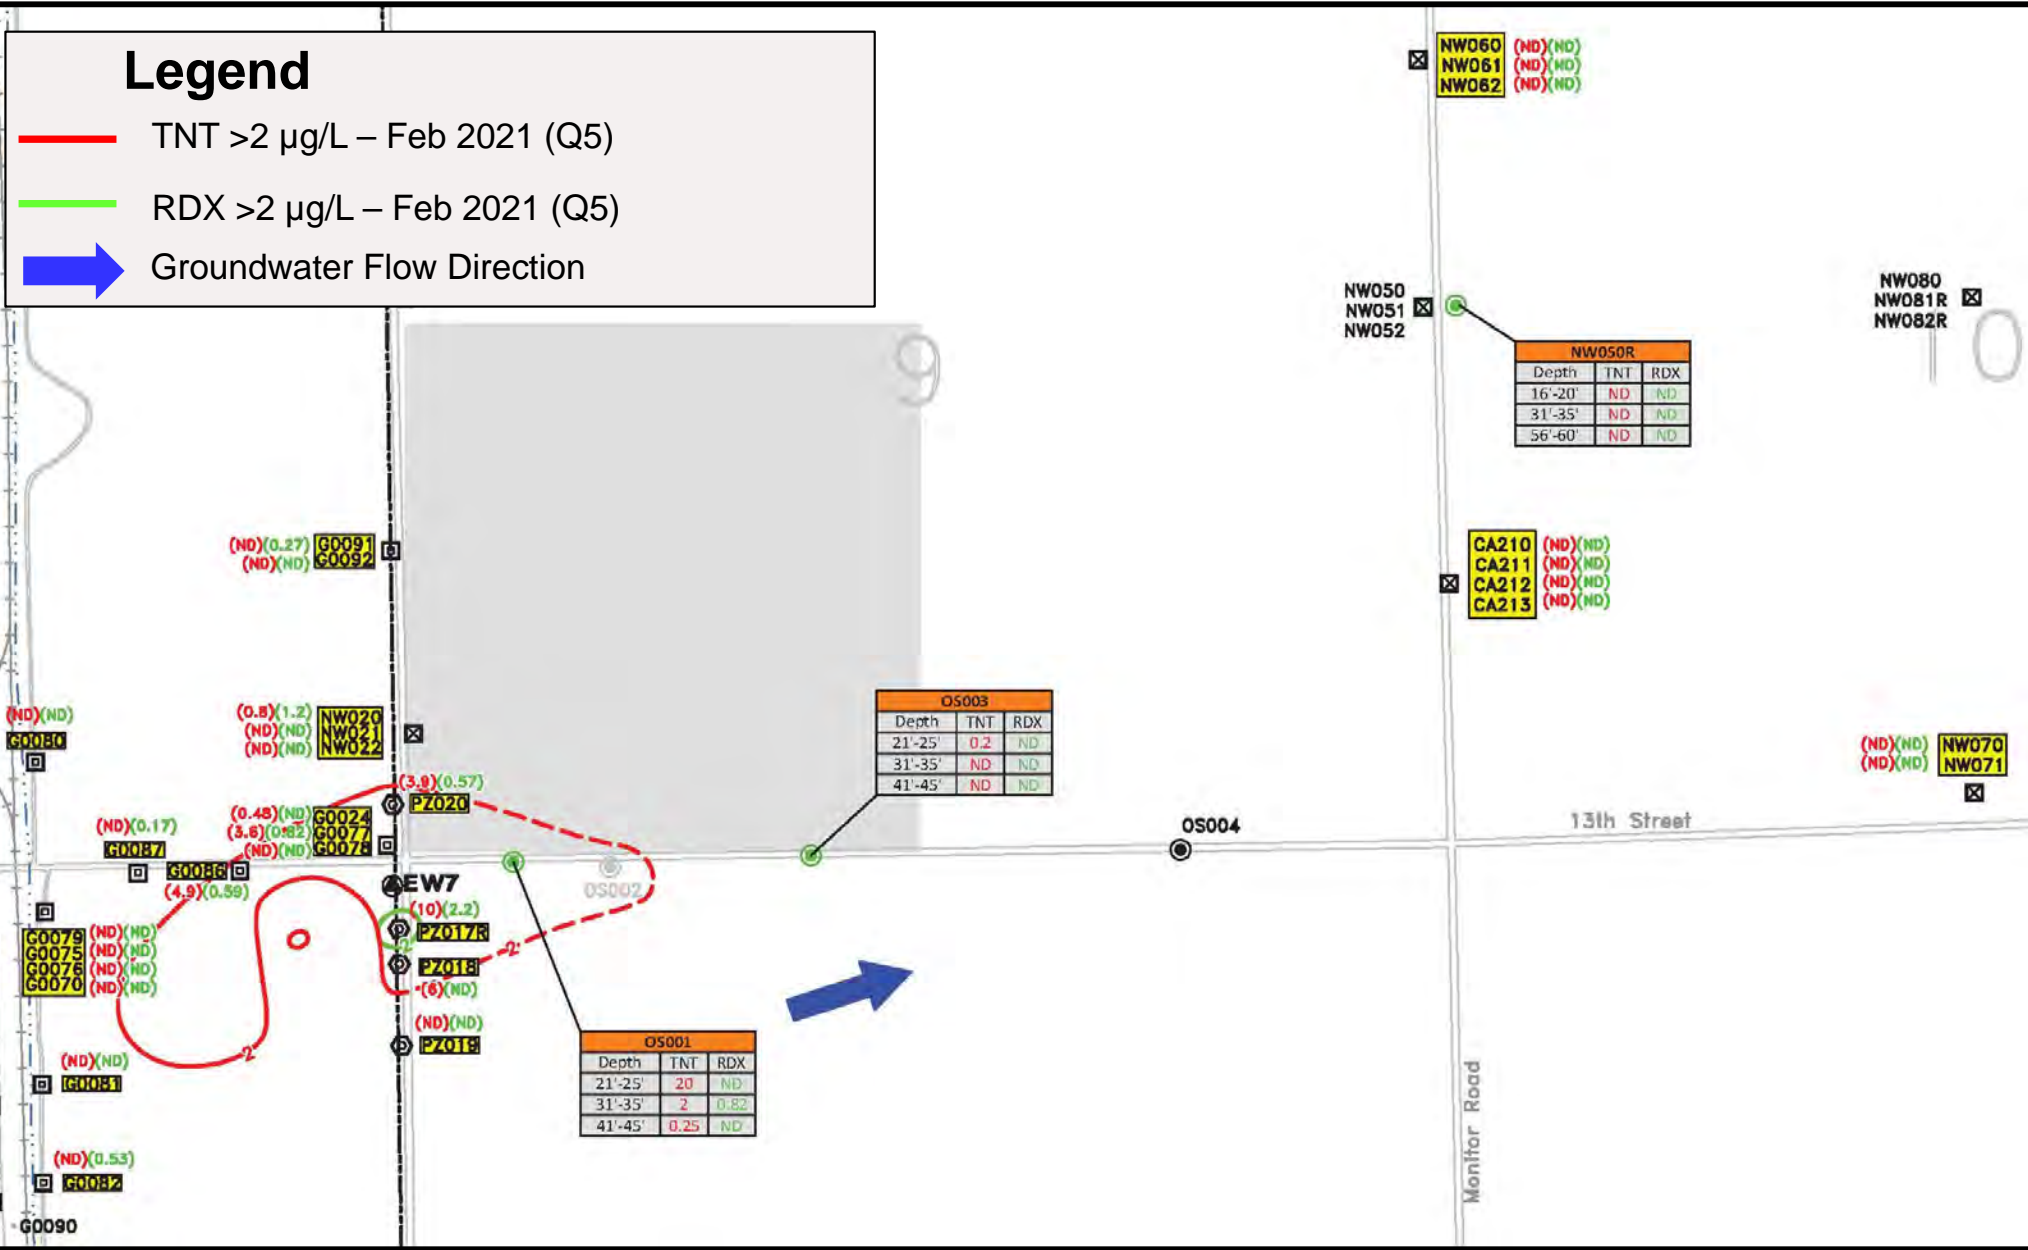 Legend
TNT >2 µg/L – Feb 2021 (Q5)
RDX >2 µg/L – Feb 2021 (Q5)
Groundwater Flow Direction
NW060 (ND)(ND)
NW061 (ND)(ND)
NW062 (ND)(ND)
NW050
NW051
NW052
NW050R
Depth TNT RDX
16'-20' ND ND
31'-35' ND ND
56'-60' ND ND
NW080
NW081R
NW082R
(ND)(0.27) G0091
(ND)(ND) G0092
CA210 (ND)(ND)
CA211 (ND)(ND)
CA212 (ND)(ND)
CA213 (ND)(ND)
(ND)(ND)
G0080
(0.8)(1.2) NW020
(ND)(ND) NW021
(ND)(ND) NW022
OS003
Depth TNT RDX
21'-25' 0.2 ND
31'-35' ND ND
41'-45' ND ND
(ND)(ND) NW070
(ND)(ND) NW071
(3.9)(0.57)
PZ020
(0.48)(ND) G0024
(3.6)(0.82) G0077
(ND)(ND) G0078
(ND)(0.17)
G0087
G0086
(4.9)(0.59)
13th Street
OS004
EW7
OS002
(10)(2.2)
PZ017R
2
PZ018
2
(6)(ND)
G0079 (ND)(ND)
G0075 (ND)(ND)
G0076 (ND)(ND)
G0070 (ND)(ND)
(ND)(ND)
PZ019
2
OS001
Depth TNT RDX
21'-25' 20 ND
31'-35' 2 0.82
41'-45' 0.25 ND
(ND)(ND)
G0081
(ND)(0.53)
G0082
G0090
Monitor Road